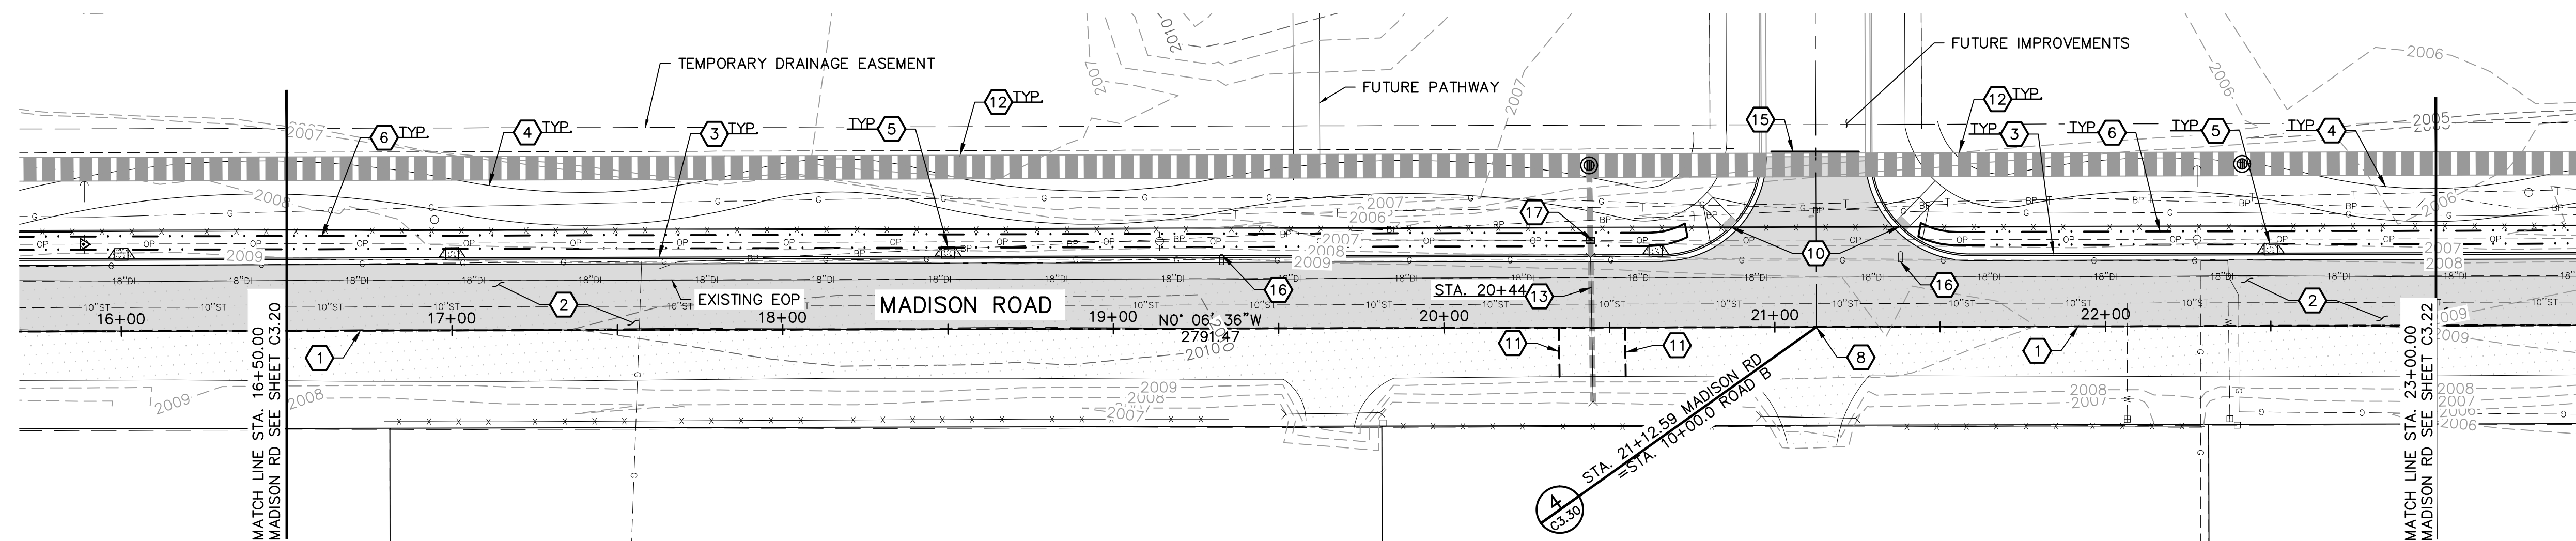 2010
TEMPORARY DRAINAGE EASEMENT
FUTURE IMPROVEMENTS
FUTURE PATHWAY
2007
2007
2006
2006
2005
2005
2007
6 TYP.
4 TYP.
3 TYP.
TYP 5
12 TYP.
15
12 TYP.
TYP 3
TYP 6
TYP 5
TYP 4
2008
2007
2006
2006
17
2007
2008
2009
2009
10
2007
2008
16
16
EXISTING EOP
MADISON ROAD
2
STA. 20+44
13
2
18"DI
10"ST
OP
BP
G
T
X
16+00
17+00
18+00
19+00
20+00
21+00
22+00
N0° 06' 36"W
2791.47
2010
2010
2009
2009
1
11
11
8
1
MATCH LINE STA. 16+50.00
MADISON RD SEE SHEET C3.20
MATCH LINE STA. 23+00.00
MADISON RD SEE SHEET C3.22
STA. 21+12.59 MADISON RD
=STA. 10+00.0 ROAD B
4
C3.30
2009
2008
2009
2008
2007
2008
2007
2008
2007
2006